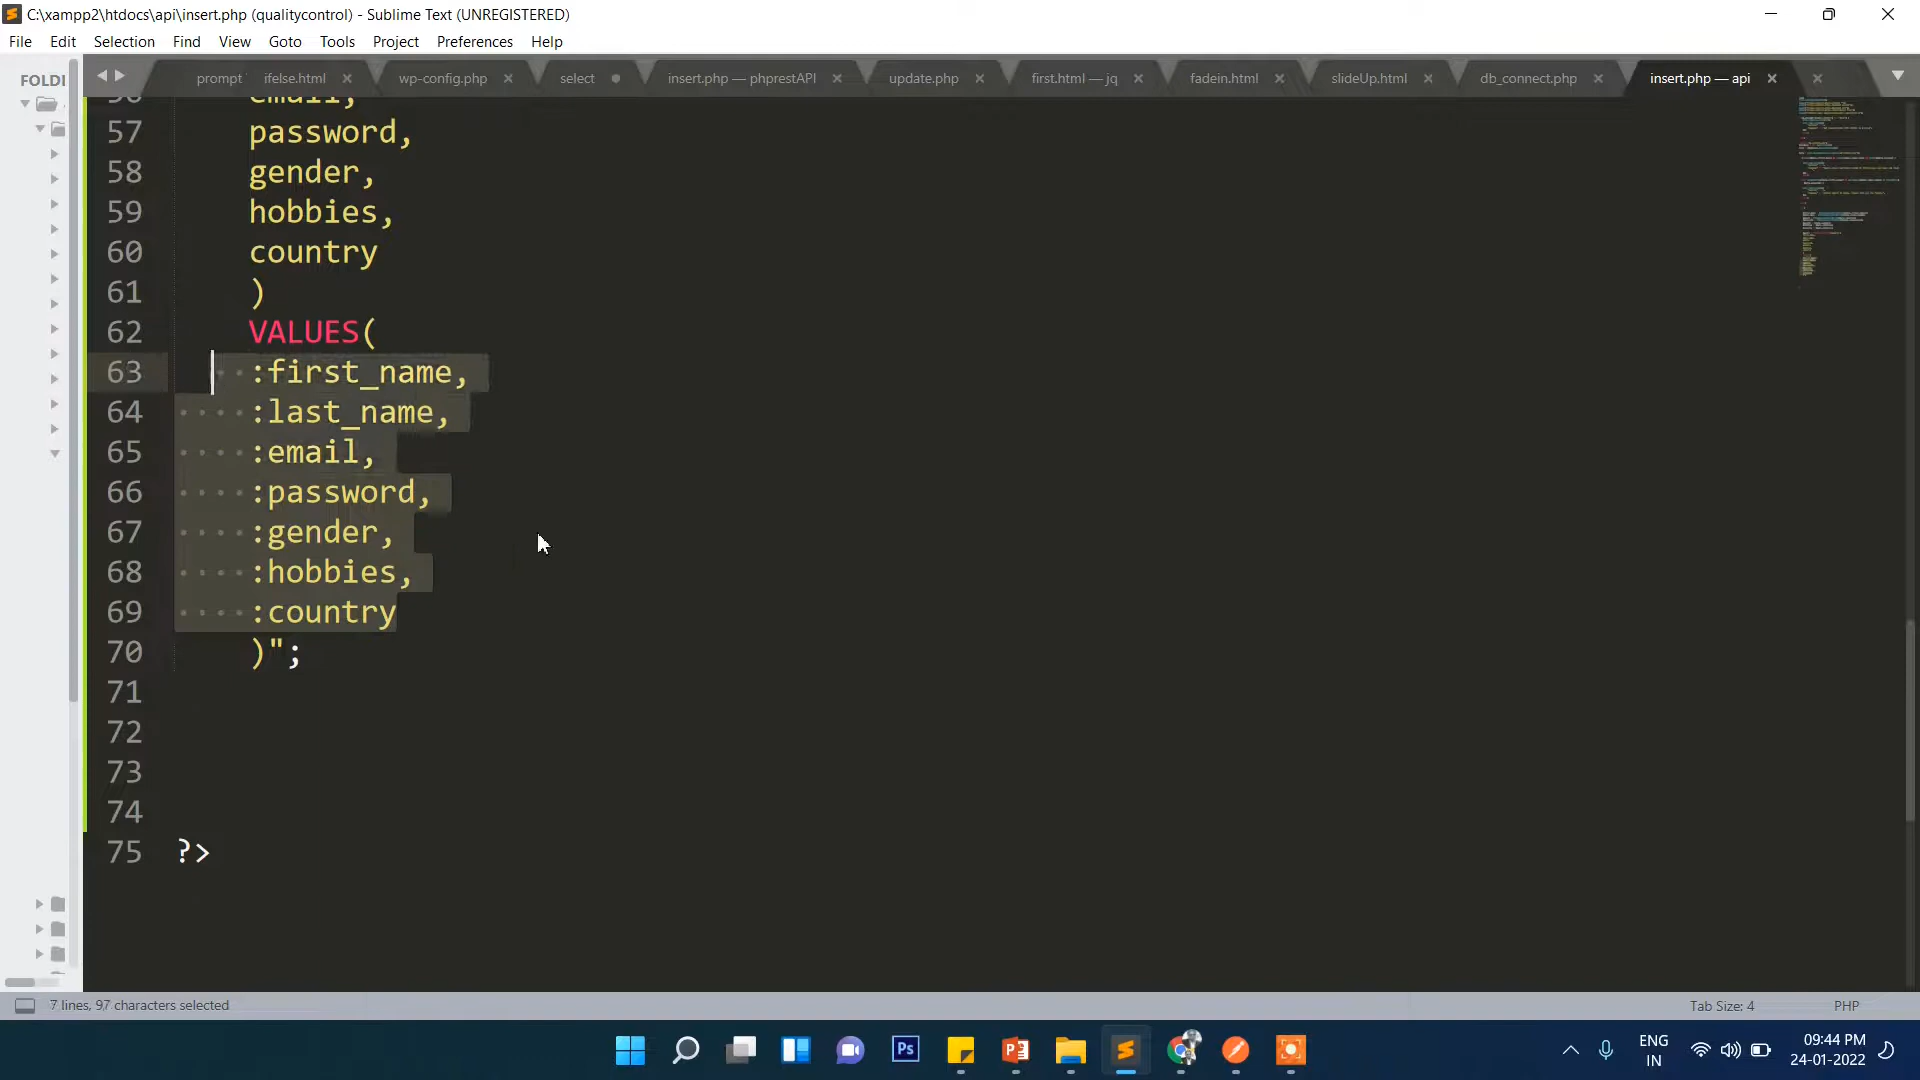 C:\xampp2\htdocs\api\insert.php (qualitycontrol) - Sublime Text (UNREGISTERED)
File Edit Selection Find View Goto Tools Project Preferences Help
FOLDI
prompt ifelse.html wp-config.php select insert.php — phprestAPI update.php first.html — jq fadein.html slideUp.html db_connect.php insert.php — api
56 email,
57 password,
58 gender,
59 hobbies,
60 country
61 )
62 VALUES(
63 :first_name,
64 :last_name,
65 :email,
66 :password,
67 :gender,
68 :hobbies,
69 :country
70 )";
71
72
73
74
75 ?>
7 lines, 97 characters selected Tab Size: 4 PHP
Ps
ENG
IN
09:44 PM
24-01-2022